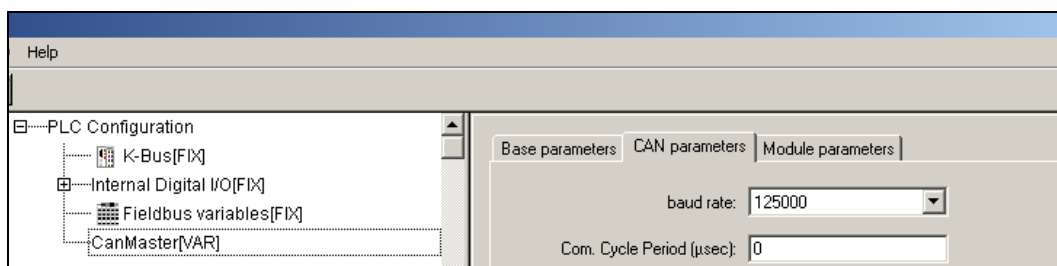 Help
PLC Configuration
K-Bus[FIX]
Internal Digital I/O[FIX]
Fieldbus variables[FIX]
CanMaster[VAR]
Base parameters CAN parameters Module parameters
baud rate: 125000
Com. Cycle Period (µsec): 0